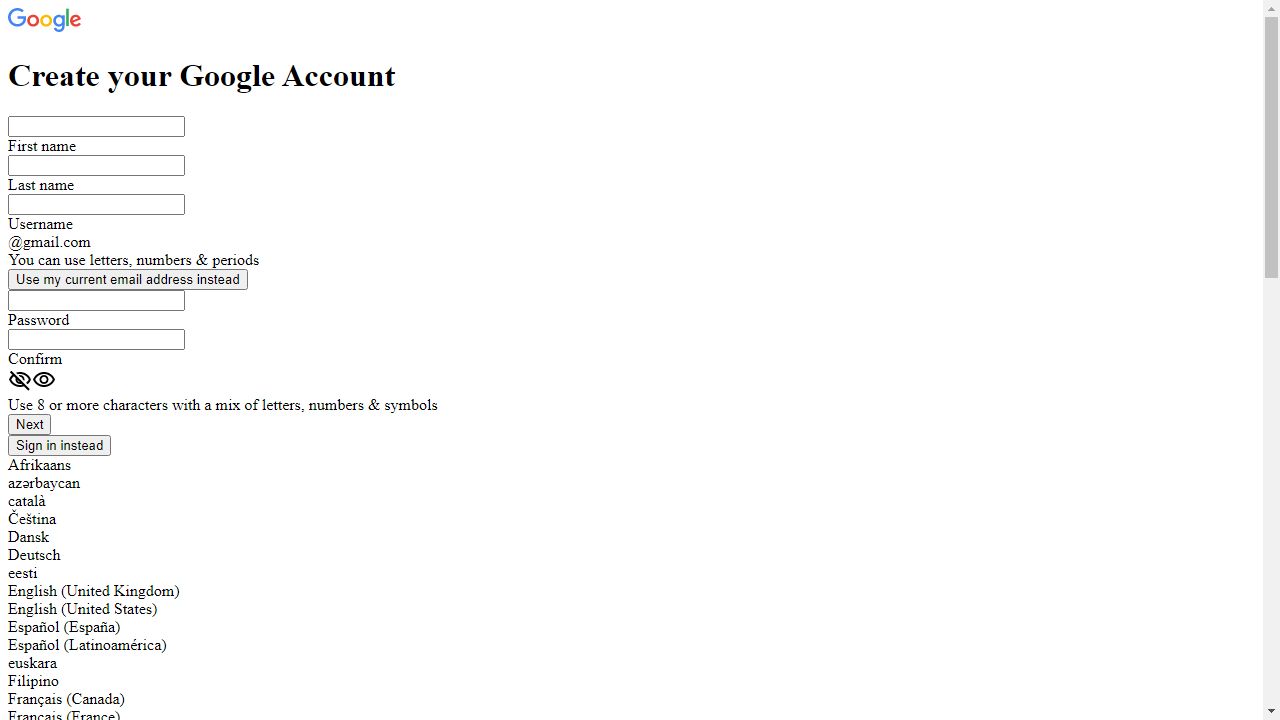 Google
Create your Google Account
First name
Last name
Username
@gmail.com
You can use letters, numbers & periods
Use my current email address instead
Password
Confirm
Use 8 or more characters with a mix of letters, numbers & symbols
Next
Sign in instead
Afrikaans
azərbaycan
català
Čeština
Dansk
Deutsch
eesti
English (United Kingdom)
English (United States)
Español (España)
Español (Latinoamérica)
euskara
Filipino
Français (Canada)
Français (France)